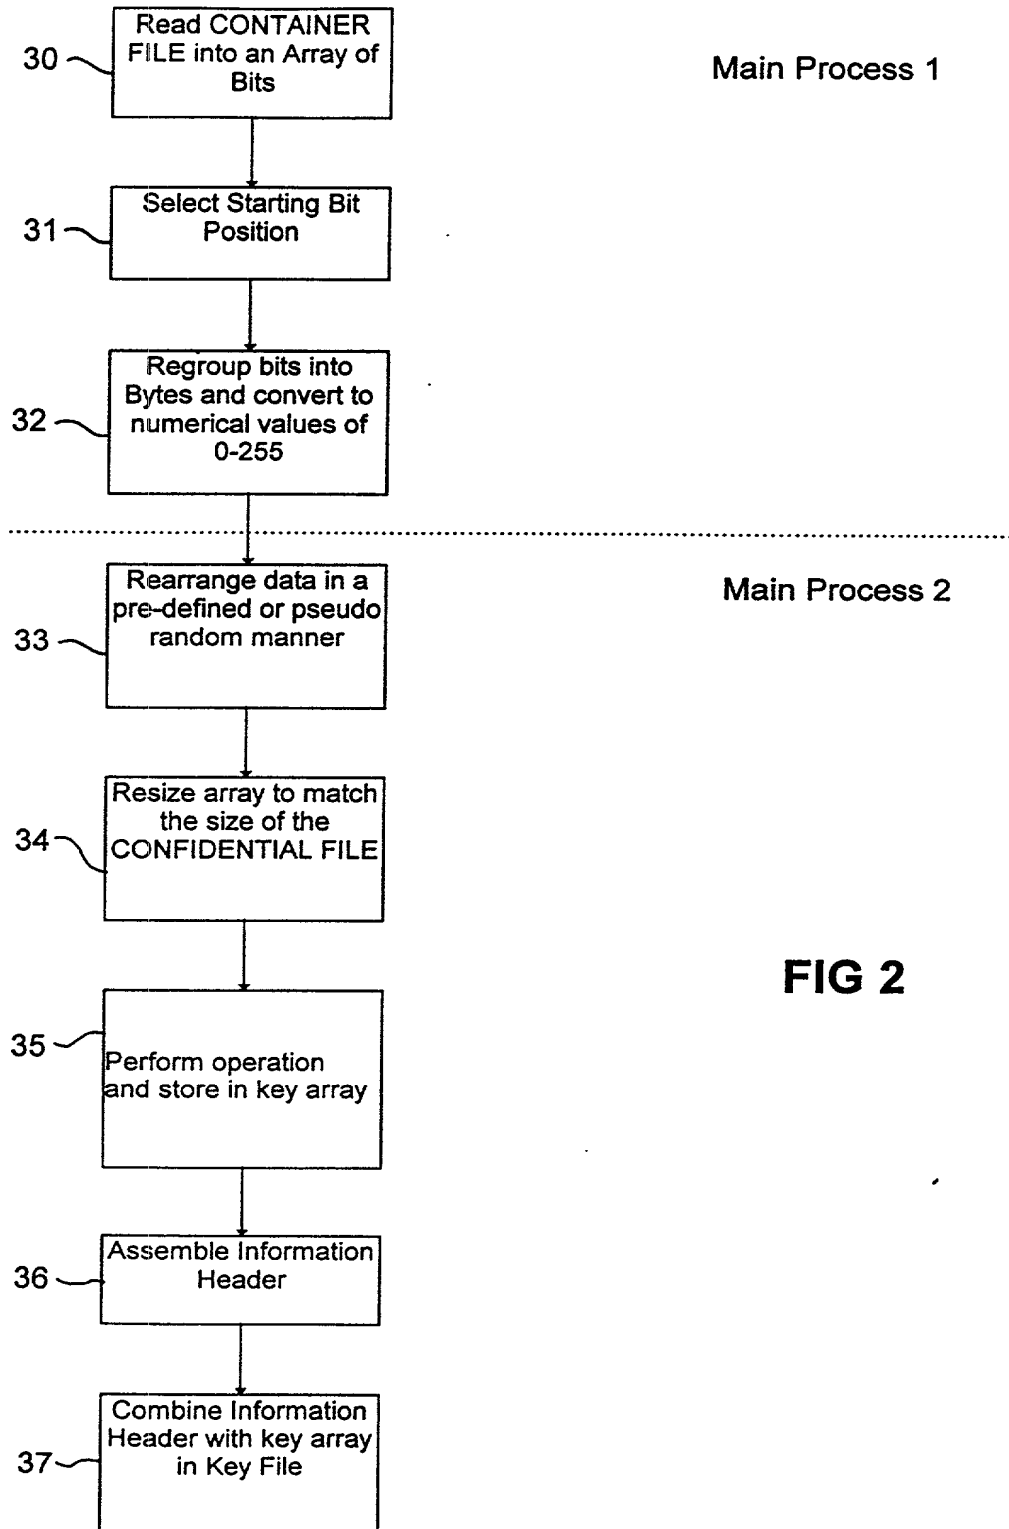 Read CONTAINER
FILE into an Array of
Bits
30
Main Process 1
Select Starting Bit
Position
31
Regroup bits into
Bytes and convert to
numerical values of
0-255
32
Rearrange data in a
pre-defined or pseudo
random manner
Main Process 2
33
Resize array to match
the size of the
CONFIDENTIAL FILE
34
FIG 2
35
Perform operation
and store in key array
Assemble Information
Header
36
Combine Information
Header with key array
in Key File
37